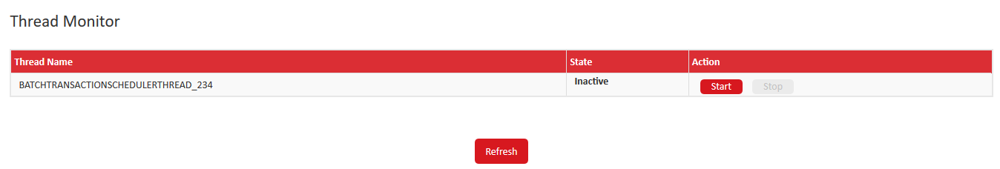 Thread Monitor
Thread Name State Action
BATCHTRANSACTIONSCHEDULERTHREAD_234 Inactive Start Stop
Refresh